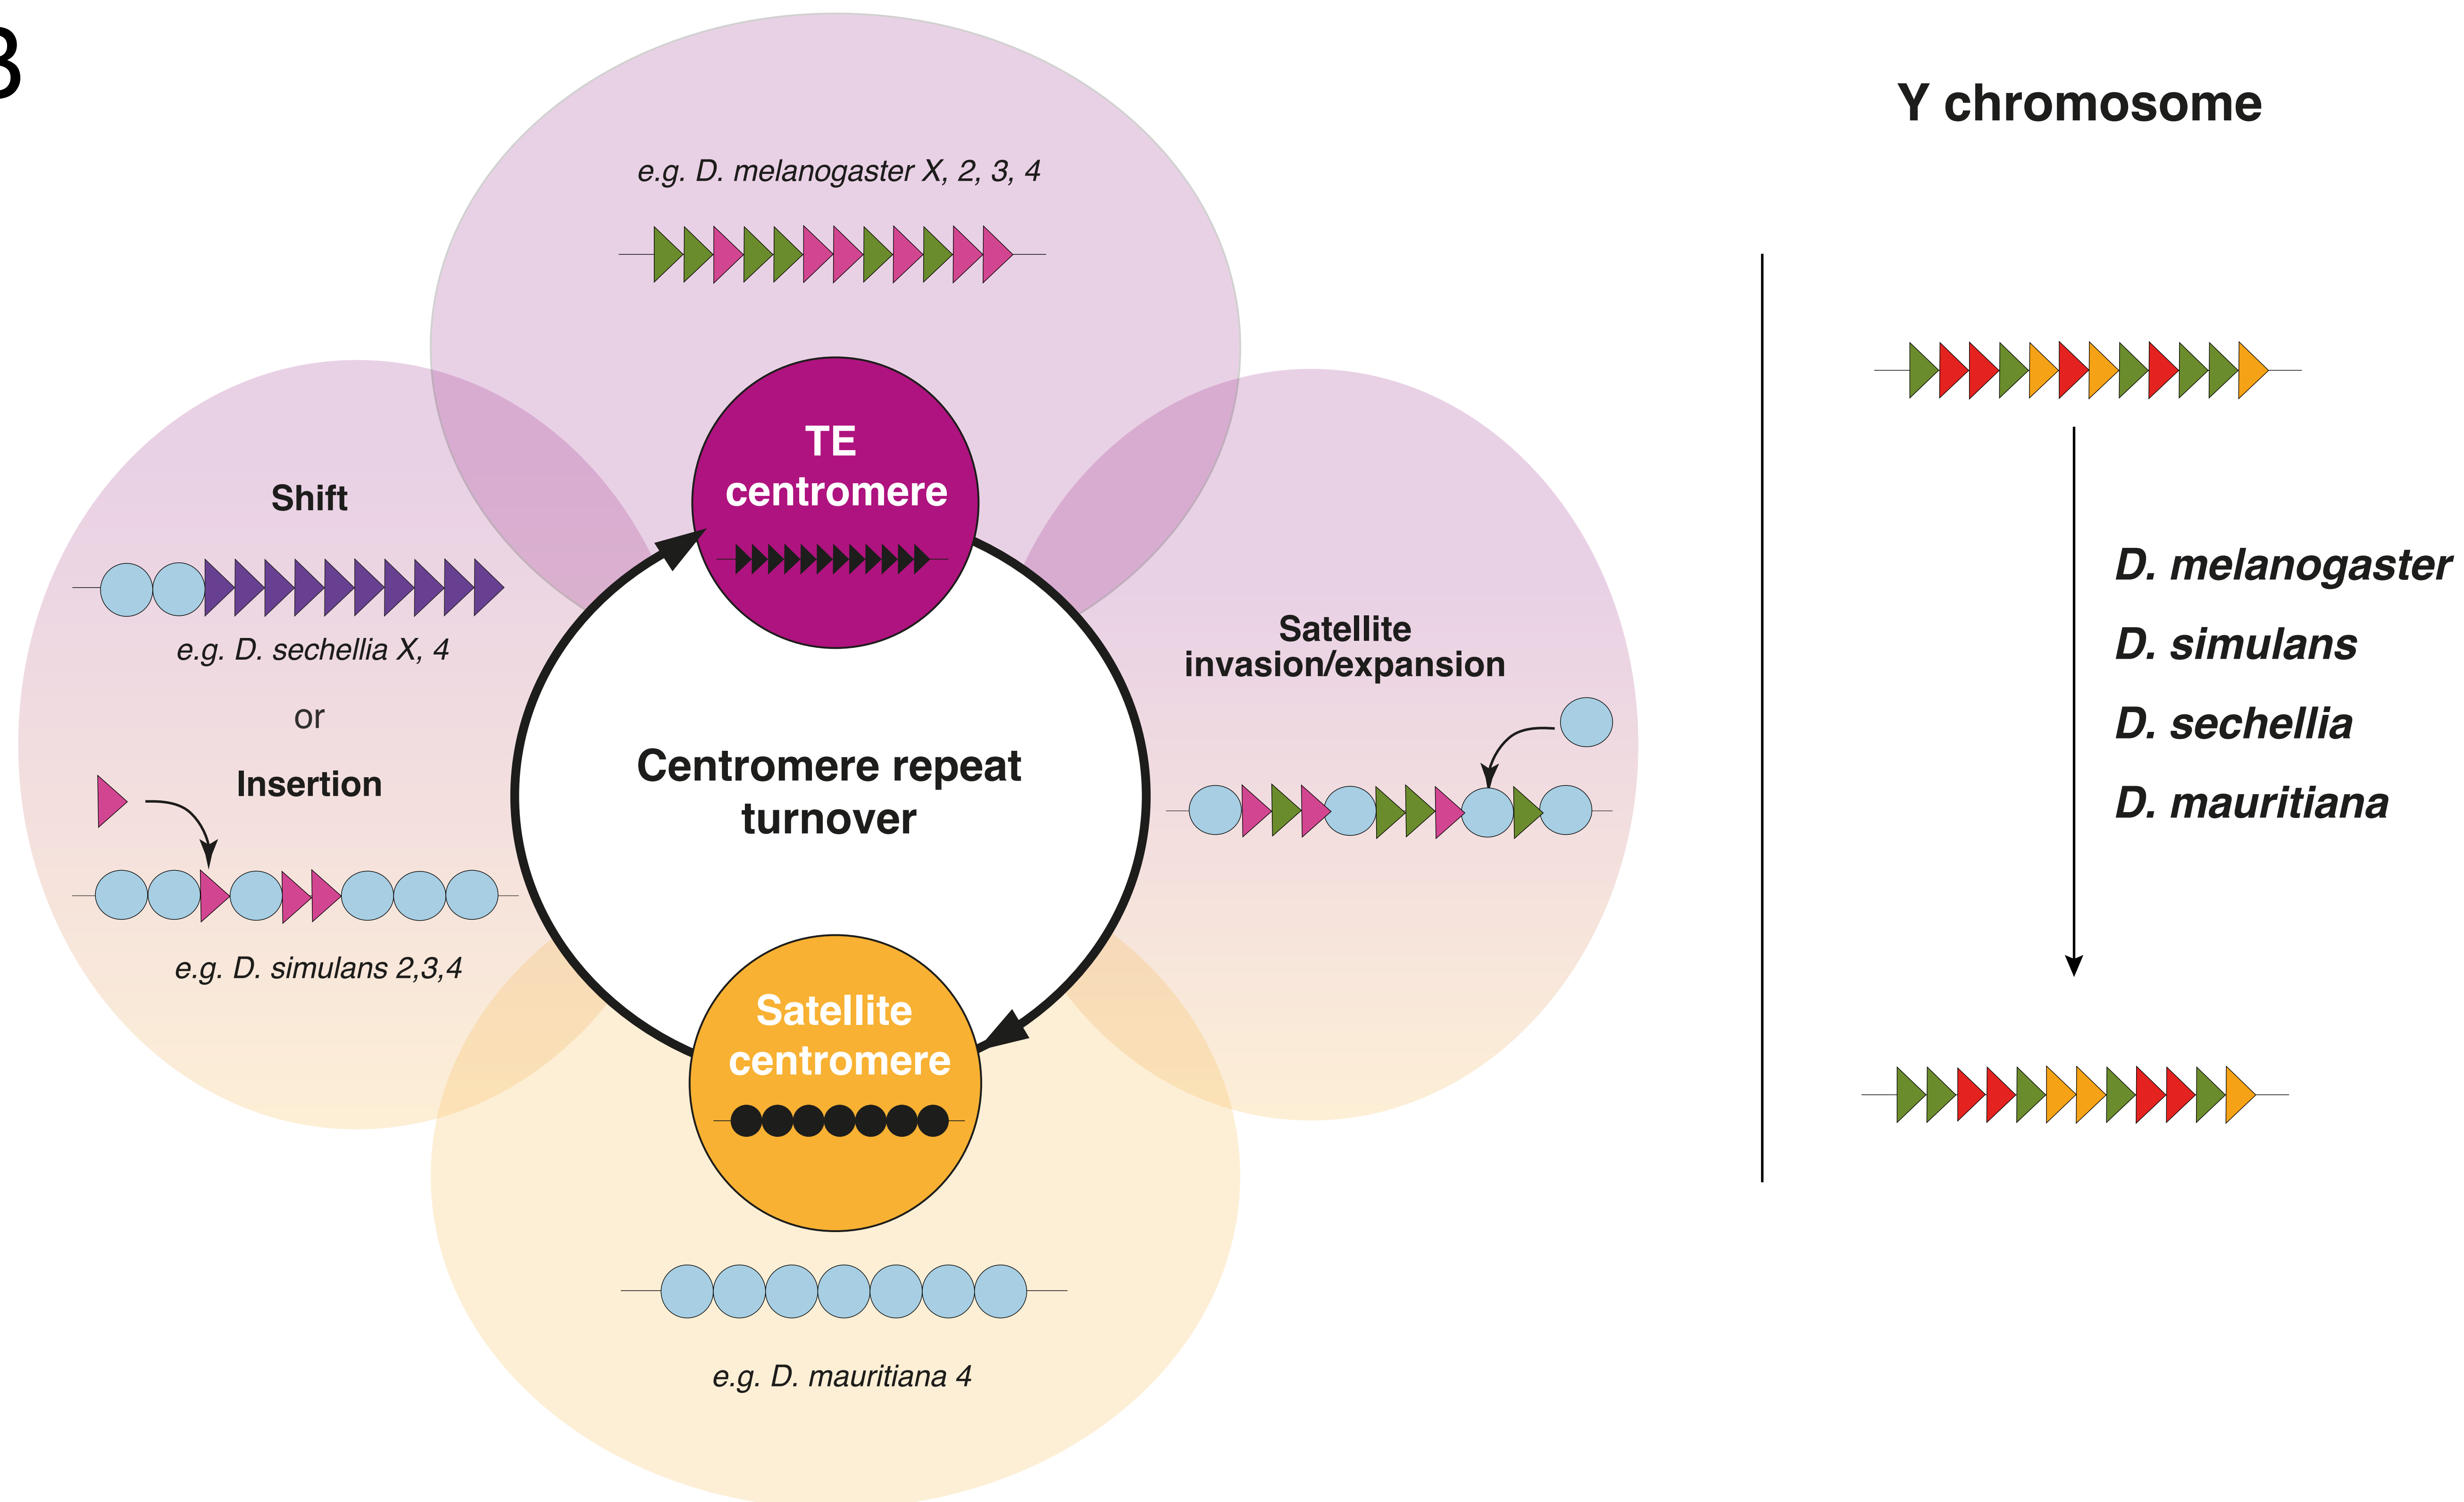 B
e.g. D. melanogaster X, 2, 3, 4
TE
centromere
Shift
e.g. D. sechellia X, 4
or
Insertion
e.g. D. simulans 2,3,4
Centromere repeat
turnover
Satellite
invasion/expansion
Satellite
centromere
e.g. D. mauritiana 4
Y chromosome
D. melanogaster
D. simulans
D. sechellia
D. mauritiana